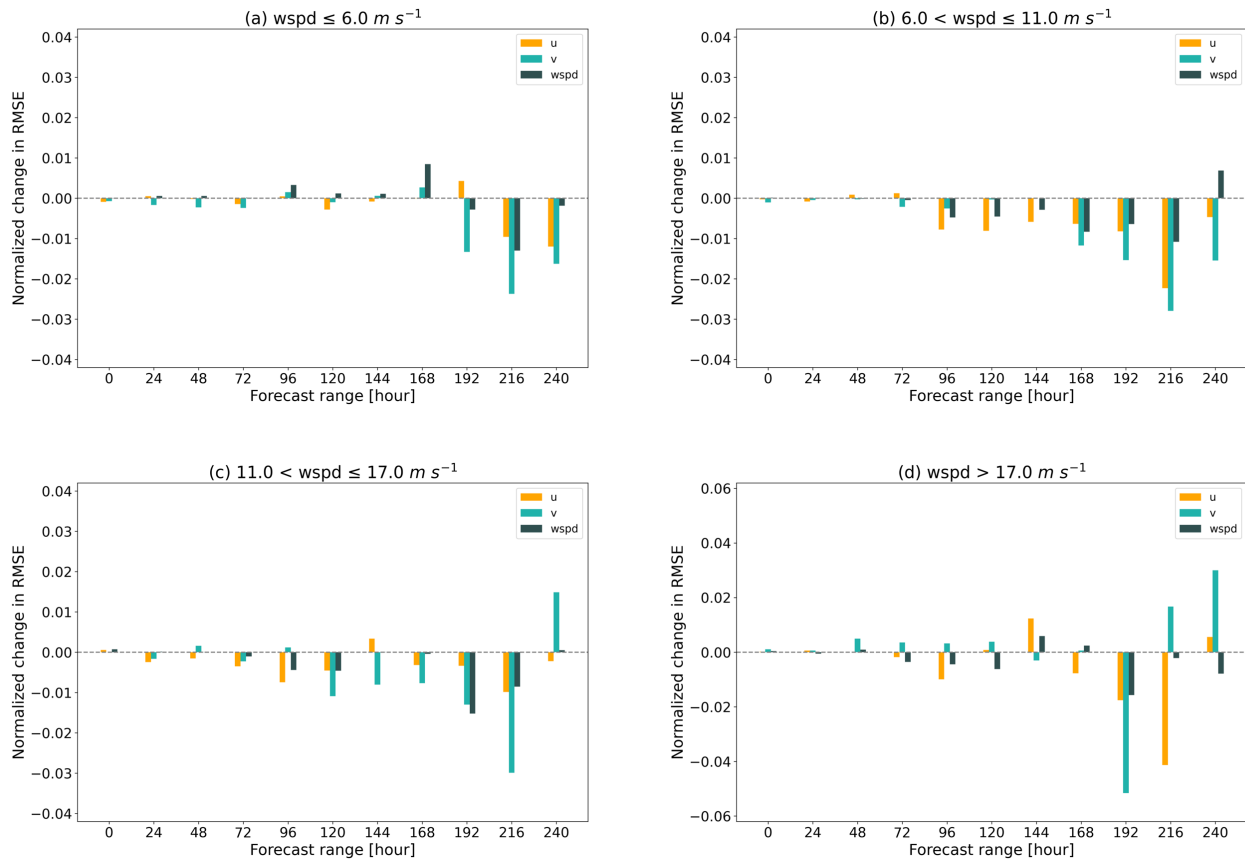 (a) wspd ≤ 6.0 m s⁻¹
Normalized change in RMSE
0.04
0.03
0.02
0.01
0.00
−0.01
−0.02
−0.03
−0.04
u
v
wspd
0 24 48 72 96 120 144 168 192 216 240
Forecast range [hour]
(b) 6.0 < wspd ≤ 11.0 m s⁻¹
Normalized change in RMSE
0.04
0.03
0.02
0.01
0.00
−0.01
−0.02
−0.03
−0.04
u
v
wspd
0 24 48 72 96 120 144 168 192 216 240
Forecast range [hour]
(c) 11.0 < wspd ≤ 17.0 m s⁻¹
Normalized change in RMSE
0.04
0.03
0.02
0.01
0.00
−0.01
−0.02
−0.03
−0.04
u
v
wspd
0 24 48 72 96 120 144 168 192 216 240
Forecast range [hour]
(d) wspd > 17.0 m s⁻¹
Normalized change in RMSE
0.06
0.04
0.02
0.00
−0.02
−0.04
−0.06
u
v
wspd
0 24 48 72 96 120 144 168 192 216 240
Forecast range [hour]